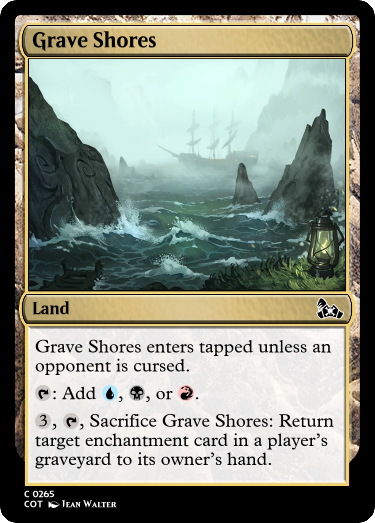 Grave Shores
Land
Grave Shores enters tapped unless an
opponent is cursed.
: Add , , or .
3, , Sacrifice Grave Shores: Return
target enchantment card in a player's
graveyard to its owner's hand.
C 0265
COT Jean Walter